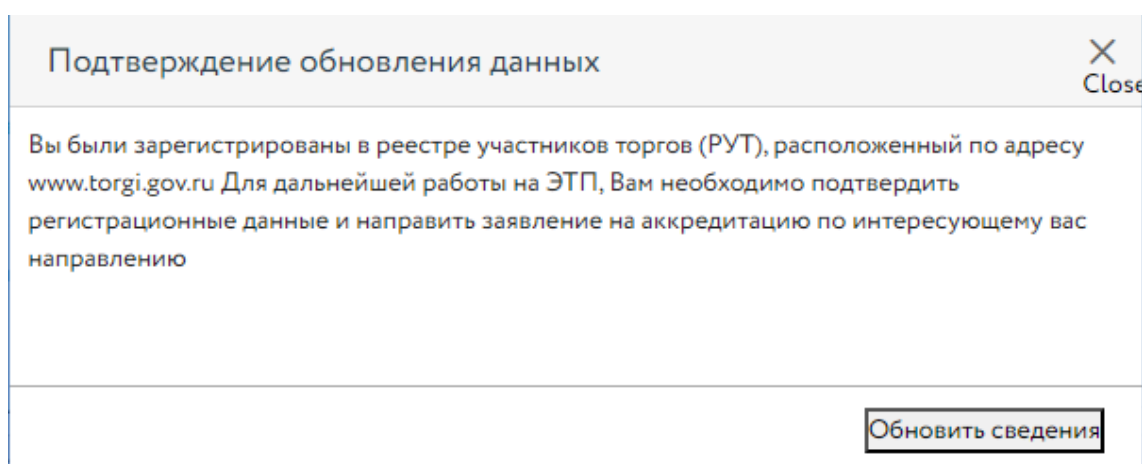 Подтверждение обновления данных
Close
Вы были зарегистрированы в реестре участников торгов (РУТ), расположенный по адресу
www.torgi.gov.ru Для дальнейшей работы на ЭТП, Вам необходимо подтвердить
регистрационные данные и направить заявление на аккредитацию по интересующему вас
направлению
Обновить сведения